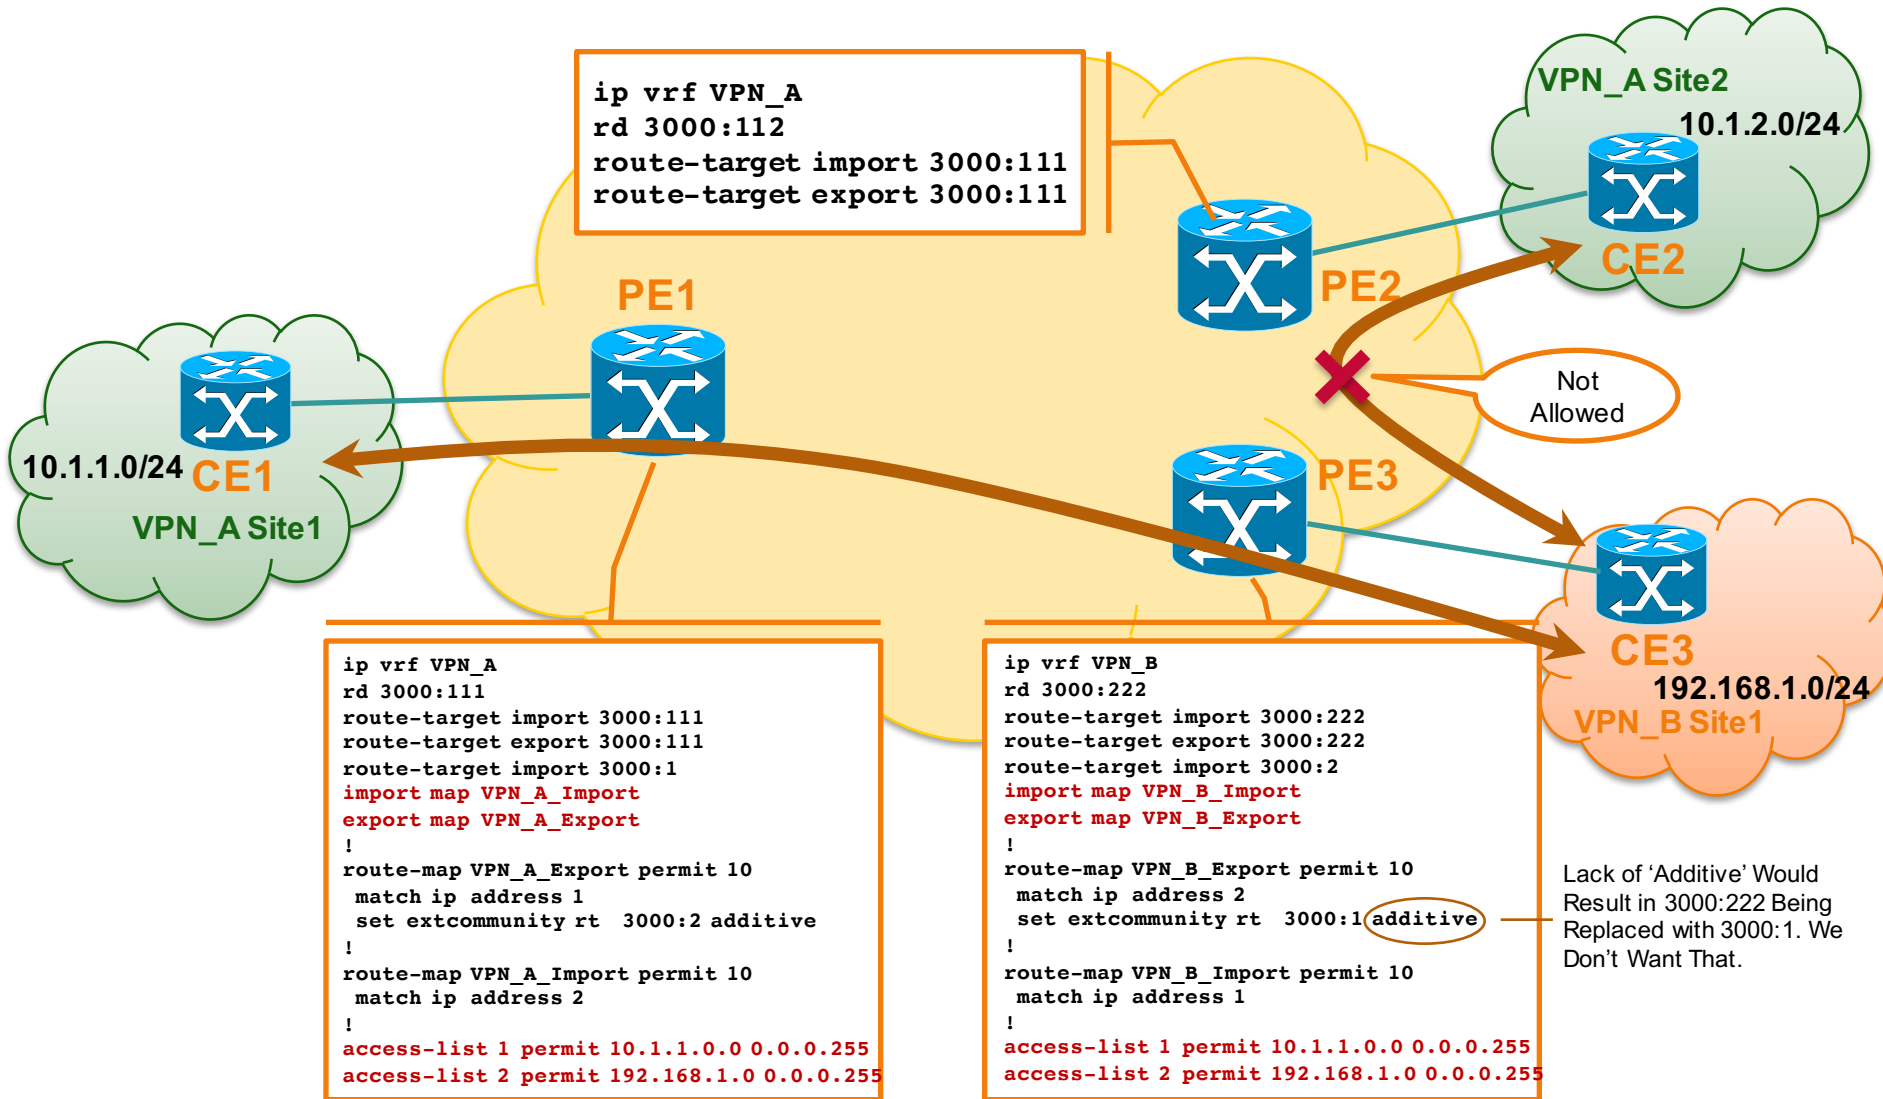 ip vrf VPN_A
rd 3000:112
route-target import 3000:111
route-target export 3000:111
VPN_A Site2
10.1.2.0/24
CE2
PE2
PE1
Not
Allowed
10.1.1.0/24
CE1
VPN_A Site1
PE3
CE3
192.168.1.0/24
VPN_B Site1
ip vrf VPN_A
rd 3000:111
route-target import 3000:111
route-target export 3000:111
route-target import 3000:1
import map VPN_A_Import
export map VPN_A_Export
!
route-map VPN_A_Export permit 10
match ip address 1
set extcommunity rt 3000:2 additive
!
route-map VPN_A_Import permit 10
match ip address 2
!
access-list 1 permit 10.1.1.0.0 0.0.0.255
access-list 2 permit 192.168.1.0 0.0.0.255
ip vrf VPN_B
rd 3000:222
route-target import 3000:222
route-target export 3000:222
route-target import 3000:2
import map VPN_B_Import
export map VPN_B_Export
!
route-map VPN_B_Export permit 10
match ip address 2
set extcommunity rt 3000:1 additive
!
route-map VPN_B_Import permit 10
match ip address 1
!
access-list 1 permit 10.1.1.0.0 0.0.0.255
access-list 2 permit 192.168.1.0 0.0.0.255
Lack of ‘Additive’ Would
Result in 3000:222 Being
Replaced with 3000:1. We
Don’t Want That.